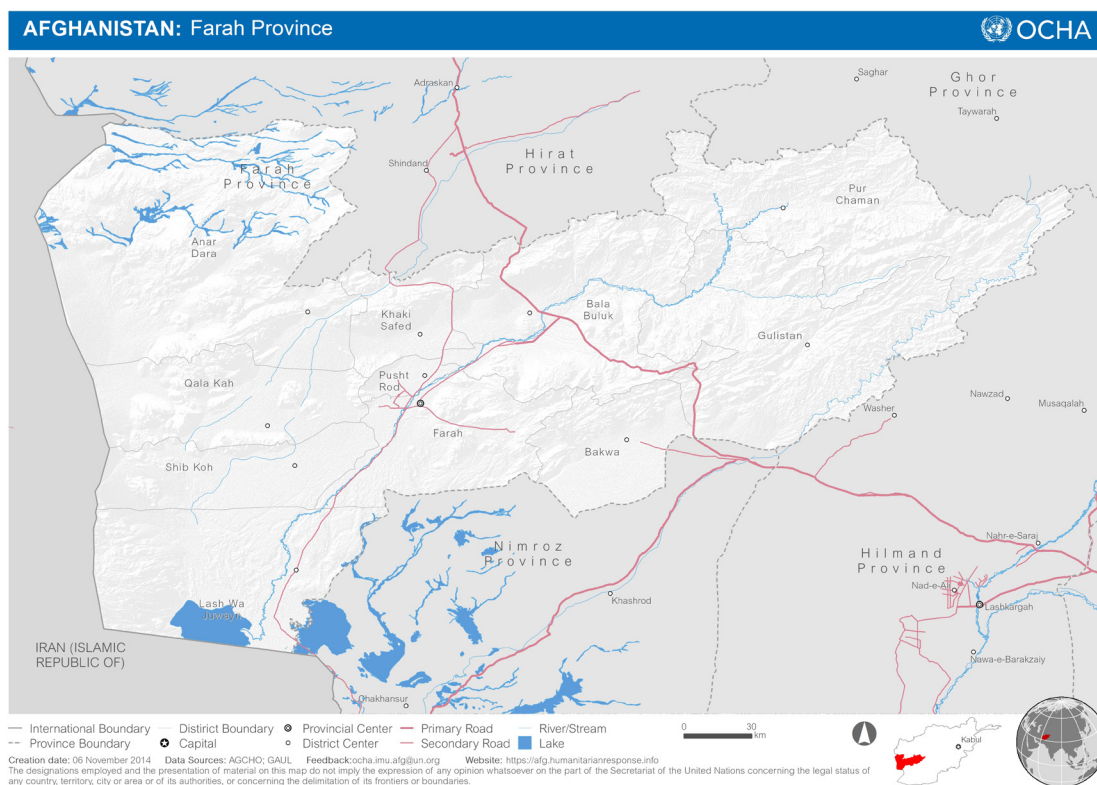 AFGHANISTAN: Farah Province
OCHA
Saghar
Ghor
Province
Adraskan
Taywarah
Hirat
Province
Shindand
Farah
Province
Pur
Chaman
Anar
Dara
Bala
Buluk
Khaki
Safed
Gulistan
Pusht
Rod
Qala Kah
Nawzad
Musaqalah
Washer
Farah
Bakwa
Shib Koh
Nimroz
Province
Hilmand
Province
Nahr-e-Saraj
Nad-e-Ali
Khashrod
Lash Wa
Juwayn
Lashkargah
IRAN (ISLAMIC
REPUBLIC OF)
Nawa-e-Barakzaiy
Chakhansur
International Boundary
Distirict Boundary
Provincial Center
Primary Road
River/Stream
Province Boundary
Capital
District Center
Secondary Road
Lake
0 30
km
Kabul
Creation date: 06 November 2014 Data Sources: AGCHO; GAUL Feedback:ocha.imu.afg@un.org Website: https://afg.humanitarianresponse.info
The designations employed and the presentation of material on this map do not imply the expression of any opinion whatsoever on the part of the Secretariat of the United Nations concerning the legal status of
any country, territory, city or area or of its authorities, or concerning the delimitation of its frontiers or boundaries.